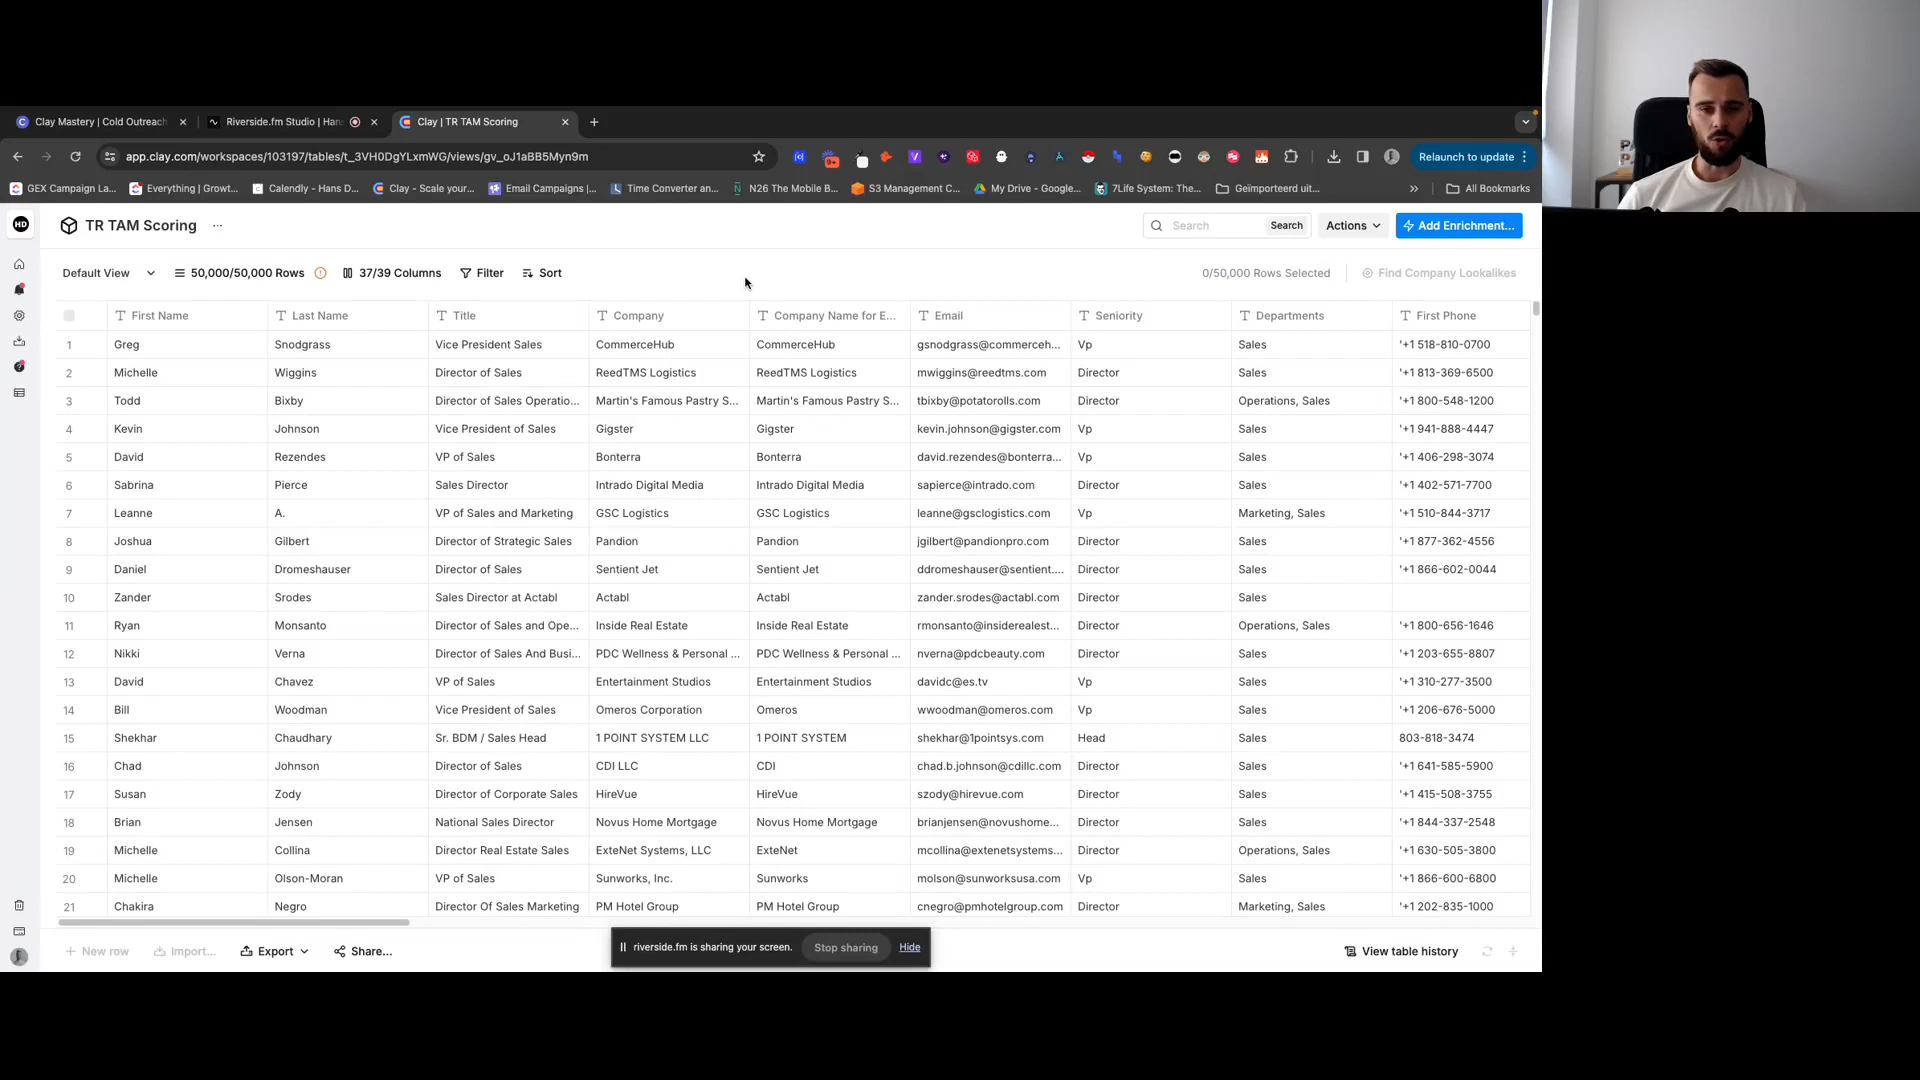 Clay Mastery | Cold Outreach
Riverside.fm Studio | Han
Clay | TR TAM Scoring
app.clay.com/workspaces/103197/tables/t_3VH0DgYLxmWG/views/gv_oJ1aBB5Myn9m
9+
Relaunch to update
GEX Campaign La...
Everything | Growt...
Calendly - Hans D...
Clay - Scale your...
Email Campaigns |...
Time Converter an...
N26 The Mobile B...
S3 Management C...
My Drive - Google...
7Life System: The...
Geïmporteerd uit...
»
All Bookmarks
HD
TR TAM Scoring ...
Search
Search
Actions
Add Enrichment...
Default View
50,000/50,000 Rows
37/39 Columns
Filter
Sort
0/50,000 Rows Selected
Find Company Lookalikes
First Name Last Name Title Company Company Name for E... Email Seniority Departments First Phone
1 Greg Snodgrass Vice President Sales CommerceHub CommerceHub gsnodgrass@commerceh... Vp Sales '+1 518-810-0700
2 Michelle Wiggins Director of Sales ReedTMS Logistics ReedTMS Logistics mwiggins@reedtms.com Director Sales '+1 813-369-6500
3 Todd Bixby Director of Sales Operatio... Martin's Famous Pastry S... Martin's Famous Pastry S... tbixby@potatorolls.com Director Operations, Sales '+1 800-548-1200
4 Kevin Johnson Vice President of Sales Gigster Gigster kevin.johnson@gigster.com Vp Sales '+1 941-888-4447
5 David Rezendes VP of Sales Bonterra Bonterra david.rezendes@bonterra... Vp Sales '+1 406-298-3074
6 Sabrina Pierce Sales Director Intrado Digital Media Intrado Digital Media sapierce@intrado.com Director Sales '+1 402-571-7700
7 Leanne A. VP of Sales and Marketing GSC Logistics GSC Logistics leanne@gsclogistics.com Vp Marketing, Sales '+1 510-844-3717
8 Joshua Gilbert Director of Strategic Sales Pandion Pandion jgilbert@pandionpro.com Director Sales '+1 877-362-4556
9 Daniel Dromeshauser Director of Sales Sentient Jet Sentient Jet ddromeshauser@sentient.... Director Sales '+1 866-602-0044
10 Zander Srodes Sales Director at Actabl Actabl Actabl zander.srodes@actabl.com Director Sales
11 Ryan Monsanto Director of Sales and Ope... Inside Real Estate Inside Real Estate rmonsanto@insiderealest... Director Operations, Sales '+1 800-656-1646
12 Nikki Verna Director of Sales And Busi... PDC Wellness & Personal ... PDC Wellness & Personal ... nverna@pdcbeauty.com Director Sales '+1 203-655-8807
13 David Chavez VP of Sales Entertainment Studios Entertainment Studios davidc@es.tv Vp Sales '+1 310-277-3500
14 Bill Woodman Vice President of Sales Omeros Corporation Omeros wwoodman@omeros.com Vp Sales '+1 206-676-5000
15 Shekhar Chaudhary Sr. BDM / Sales Head 1 POINT SYSTEM LLC 1 POINT SYSTEM shekhar@1pointsys.com Head Sales 803-818-3474
16 Chad Johnson Director of Sales CDI LLC CDI chad.b.johnson@cdillc.com Director Sales '+1 641-585-5900
17 Susan Zody Director of Corporate Sales HireVue HireVue szody@hirevue.com Director Sales '+1 415-508-3755
18 Brian Jensen National Sales Director Novus Home Mortgage Novus Home Mortgage brianjensen@novushome... Director Sales '+1 844-337-2548
19 Michelle Collina Director Real Estate Sales ExteNet Systems, LLC ExteNet mcollina@extenetsystems... Director Operations, Sales '+1 630-505-3800
20 Michelle Olson-Moran VP of Sales Sunworks, Inc. Sunworks molson@sunworksusa.com Vp Sales '+1 866-600-6800
21 Chakira Negro Director Of Sales Marketing PM Hotel Group PM Hotel Group cnegro@pmhotelgroup.com Director Marketing, Sales '+1 202-835-1000
+ New row
Import...
Export
Share...
riverside.fm is sharing your screen.
Stop sharing
Hide
View table history